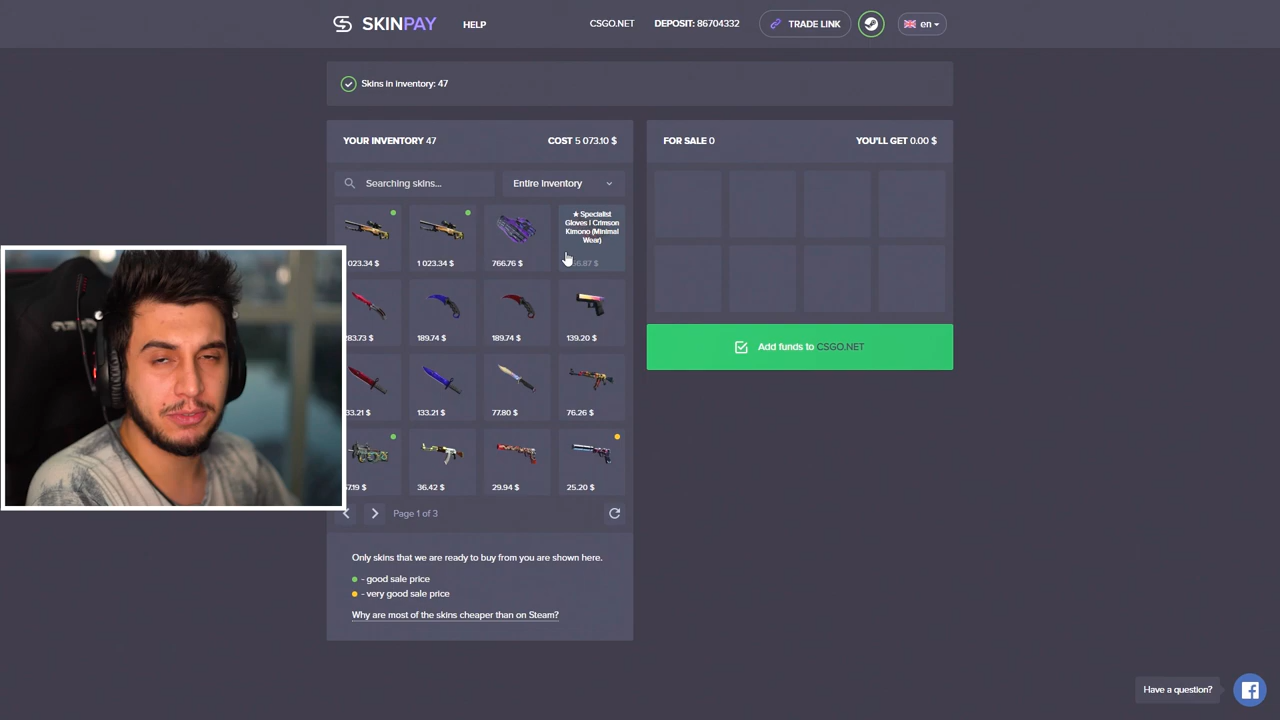 SKINPAY
HELP
CSGO.NET
DEPOSIT: 86704332
TRADE LINK
en
Skins in inventory: 47
YOUR INVENTORY 47
COST 5 073.10 $
FOR SALE 0
YOU'LL GET 0.00 $
Searching skins...
Entire inventory
★ Specialist
Gloves | Crimson
Kimono (Minimal
Wear)
023.34 $
1 023.34 $
766.76 $
189.74 $
189.74 $
139.20 $
133.21 $
77.80 $
76.26 $
36.42 $
29.94 $
25.20 $
Add funds to CSGO.NET
Page 1 of 3
Only skins that we are ready to buy from you are shown here.
- good sale price
- very good sale price
Why are most of the skins cheaper than on Steam?
Have a question?